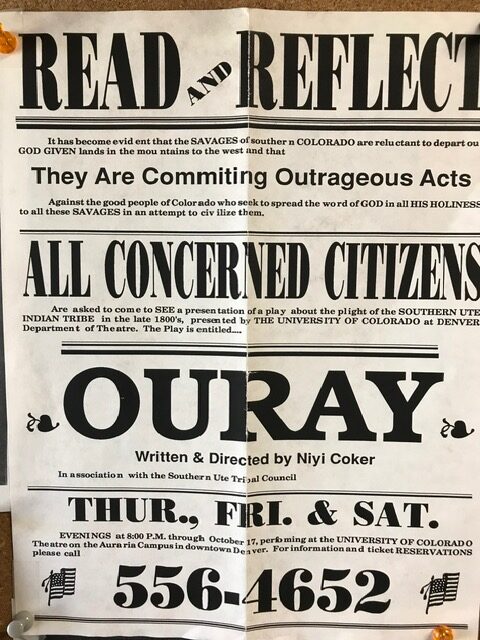 READ AND REFLECT
It has become evident that the SAVAGES of southern COLORADO are reluctant to depart ou
GOD GIVEN lands in the mountains to the west and that
They Are Commiting Outrageous Acts
Against the good people of Colorado who seek to spread the word of GOD in all HIS HOLINESS
to all these SAVAGES in an attempt to civilize them.
ALL CONCERNED CITIZENS
Are asked to come to SEE a presentation of a play about the plight of the SOUTHERN UTE
INDIAN TRIBE in the late 1800's, presented by THE UNIVERSITY OF COLORADO at DENVER
Department of Theatre. The Play is entitled....
OURAY
Written & Directed by Niyi Coker
In association with the Southern Ute Tribal Council
THUR., FRI. & SAT.
EVENINGS at 8:00 P.M. through October 17, perfoming at the UNIVERSITY OF COLORADO
Theatre on the Auraria Campus in downtown Denver. For information and ticket RESERVATIONS
please call
556-4652